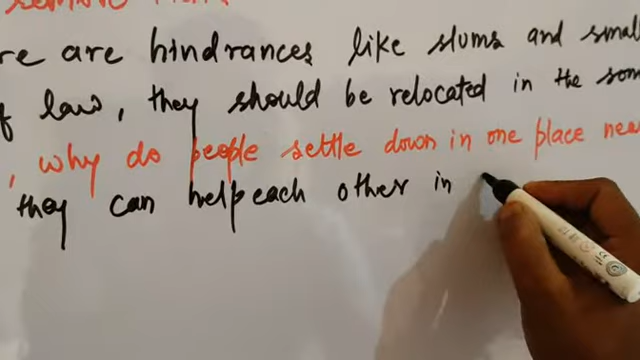 re are hindrances like slums and small
f law, they should be relocated in the som
, why do people settle down in one place near
they can help each other in